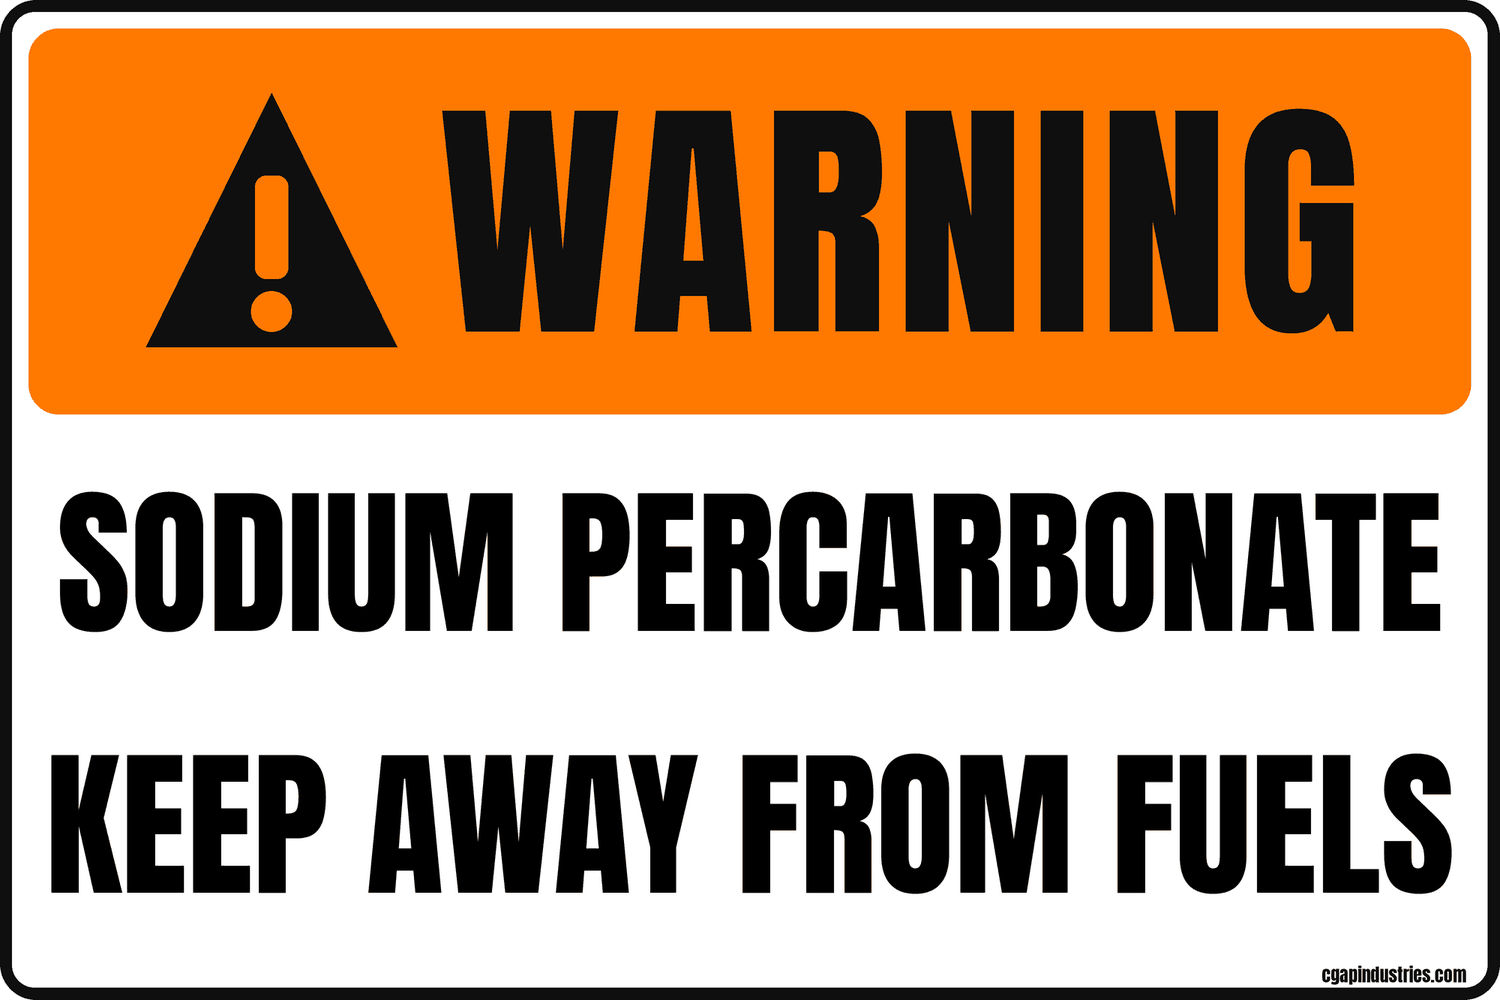 WARNING
SODIUM PERCARBONATE
KEEP AWAY FROM FUELS
cgapindustries.com